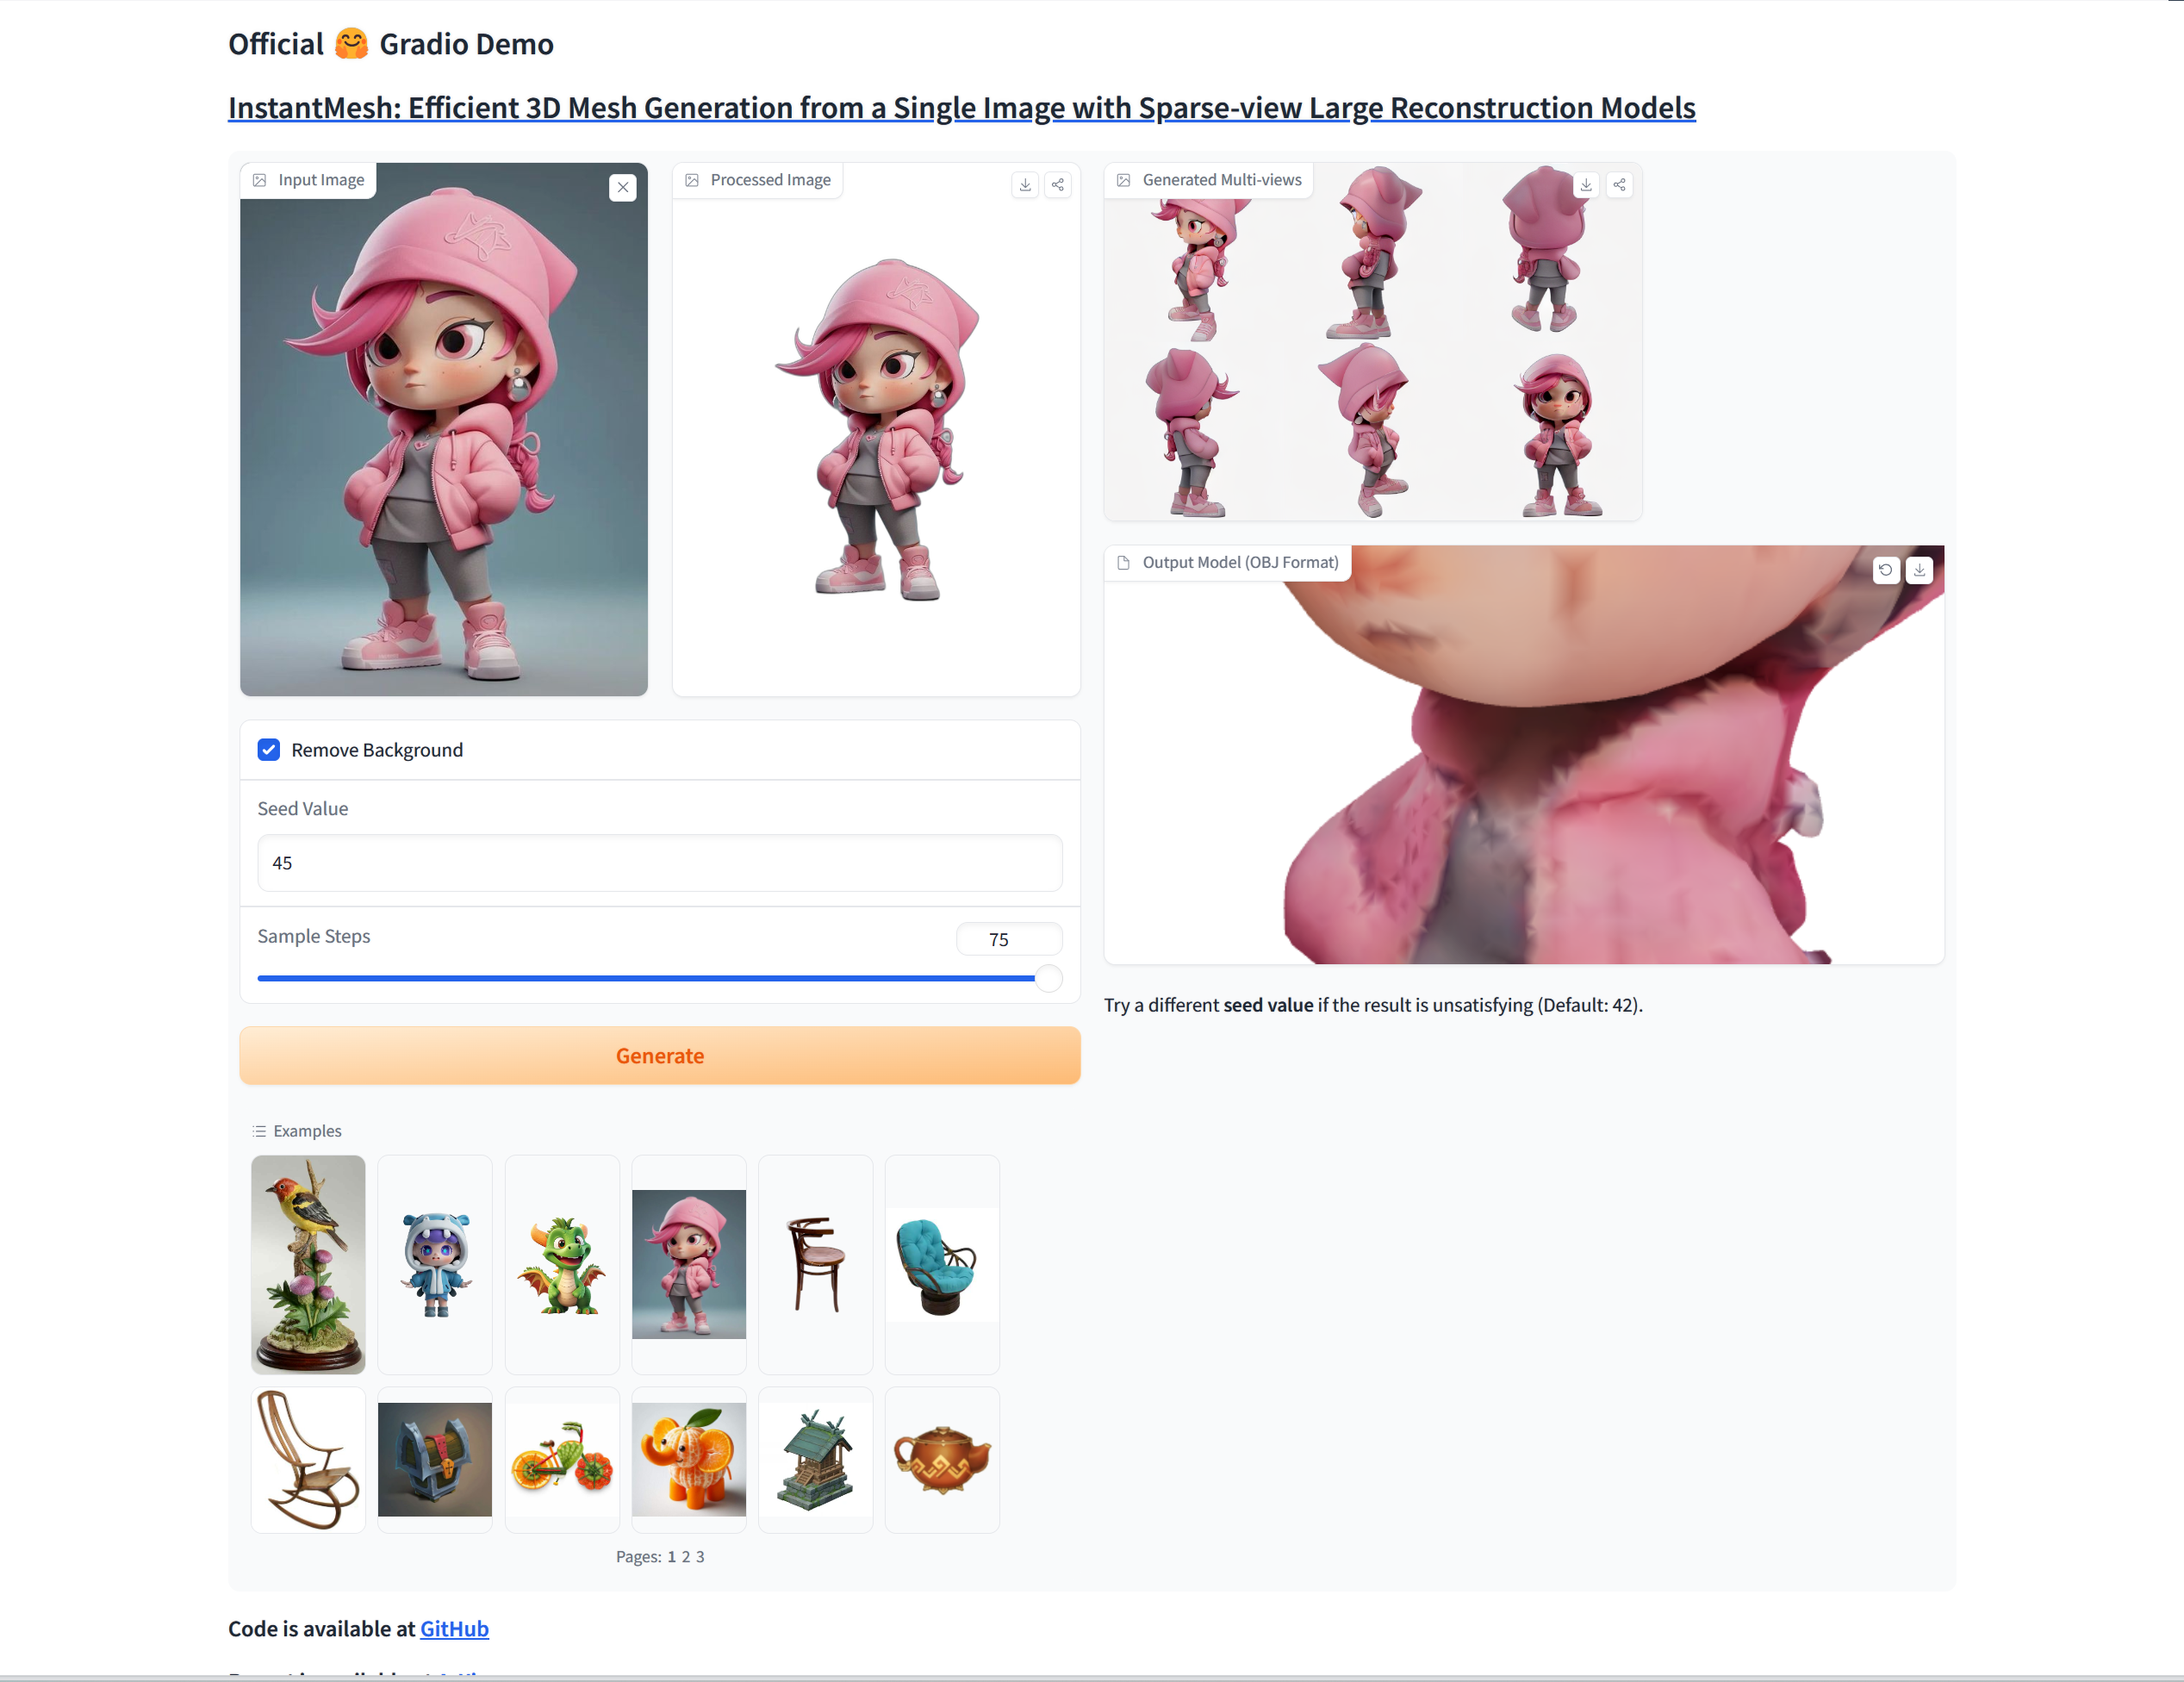 Official 🤗 Gradio Demo
InstantMesh: Efficient 3D Mesh Generation from a Single Image with Sparse-view Large Reconstruction Models
Input Image
Processed Image
Generated Multi-views
Output Model (OBJ Format)
Remove Background
Seed Value
45
Sample Steps
75
Try a different seed value if the result is unsatisfying (Default: 42).
Generate
Examples
Pages: 1 2 3
Code is available at GitHub